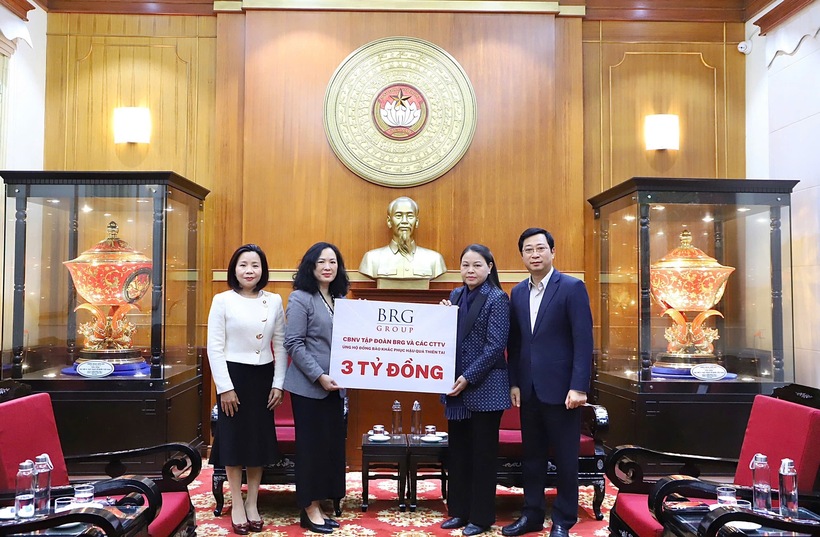 BRG
GROUP
CBNV TẬP ĐOÀN BRG VÀ CÁC CTTV
ỦNG HỘ ĐỒNG BÀO KHẮC PHỤC HẬU QUẢ THIÊN TAI
3 TỶ ĐỒNG